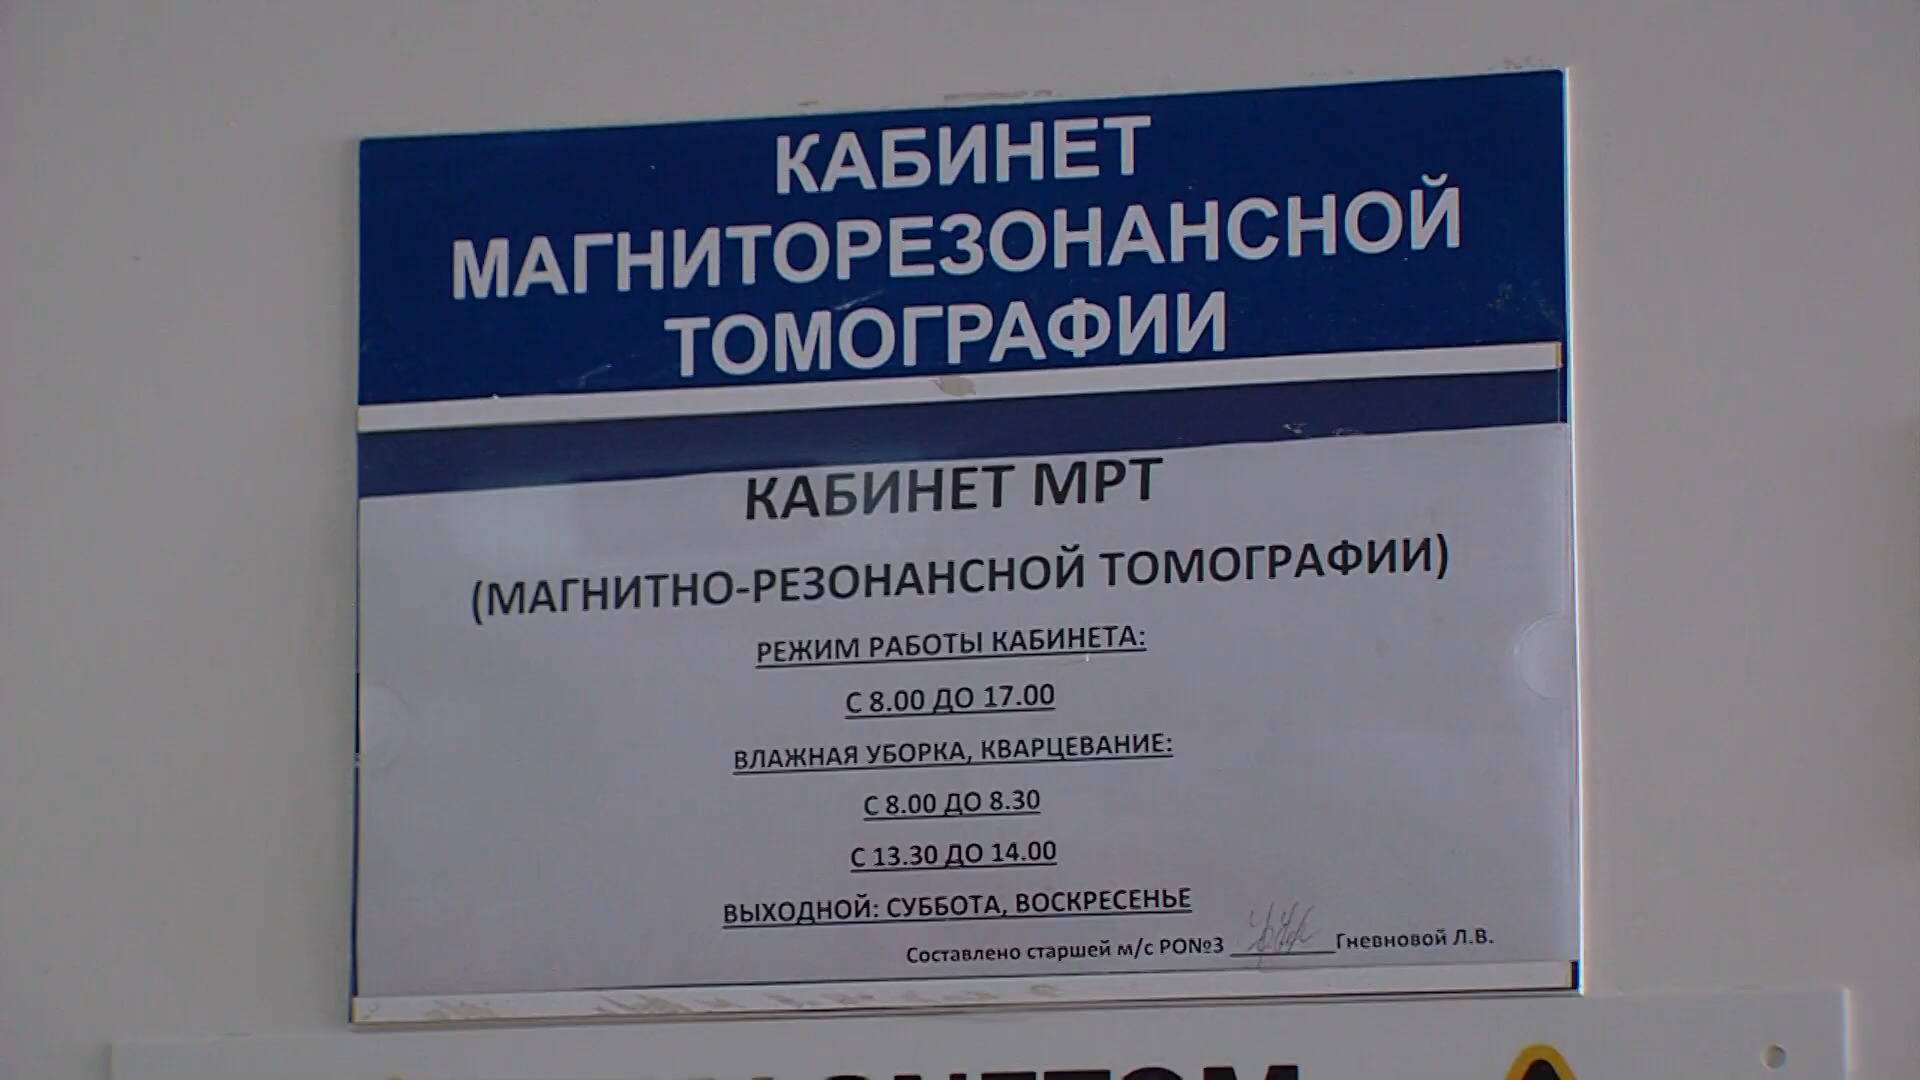 КАБИНЕТ
МАГНИТОРЕЗОНАНСНОЙ
ТОМОГРАФИИ
КАБИНЕТ МРТ
(МАГНИТНО-РЕЗОНАНСНОЙ ТОМОГРАФИИ)
РЕЖИМ РАБОТЫ КАБИНЕТА:
С 8.00 ДО 17.00
ВЛАЖНАЯ УБОРКА, КВАРЦЕВАНИЕ:
С 8.00 ДО 8.30
С 13.30 ДО 14.00
ВЫХОДНОЙ: СУББОТА, ВОСКРЕСЕНЬЕ
Составлено старшей м/с РО№3 ________Гневновой Л.В.